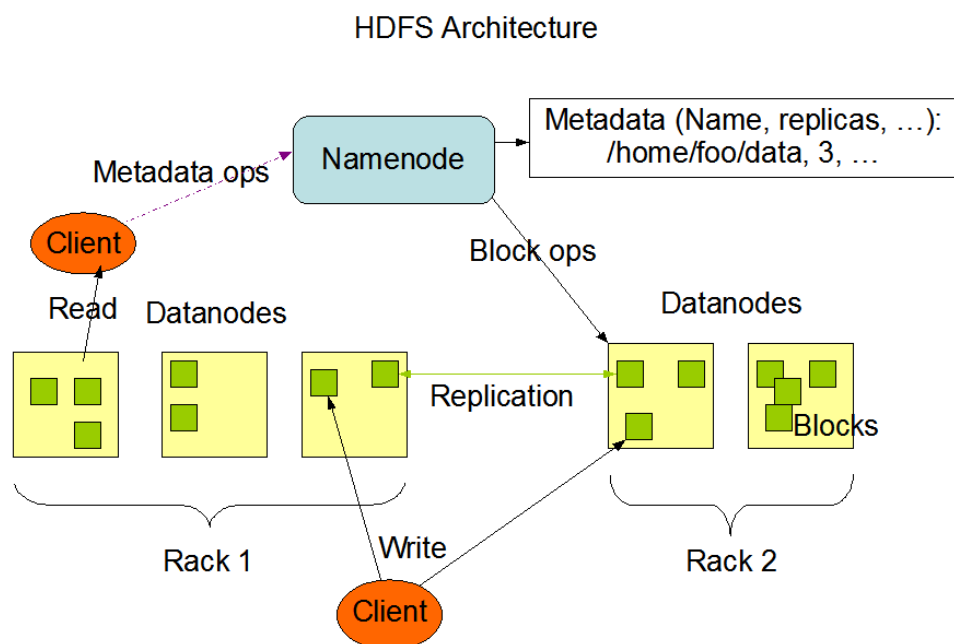 HDFS Architecture
Metadata (Name, replicas, …):
/home/foo/data, 3, …
Namenode
Metadata ops
Client
Block ops
Read
Datanodes
Datanodes
Replication
Blocks
Rack 1
Write
Rack 2
Client